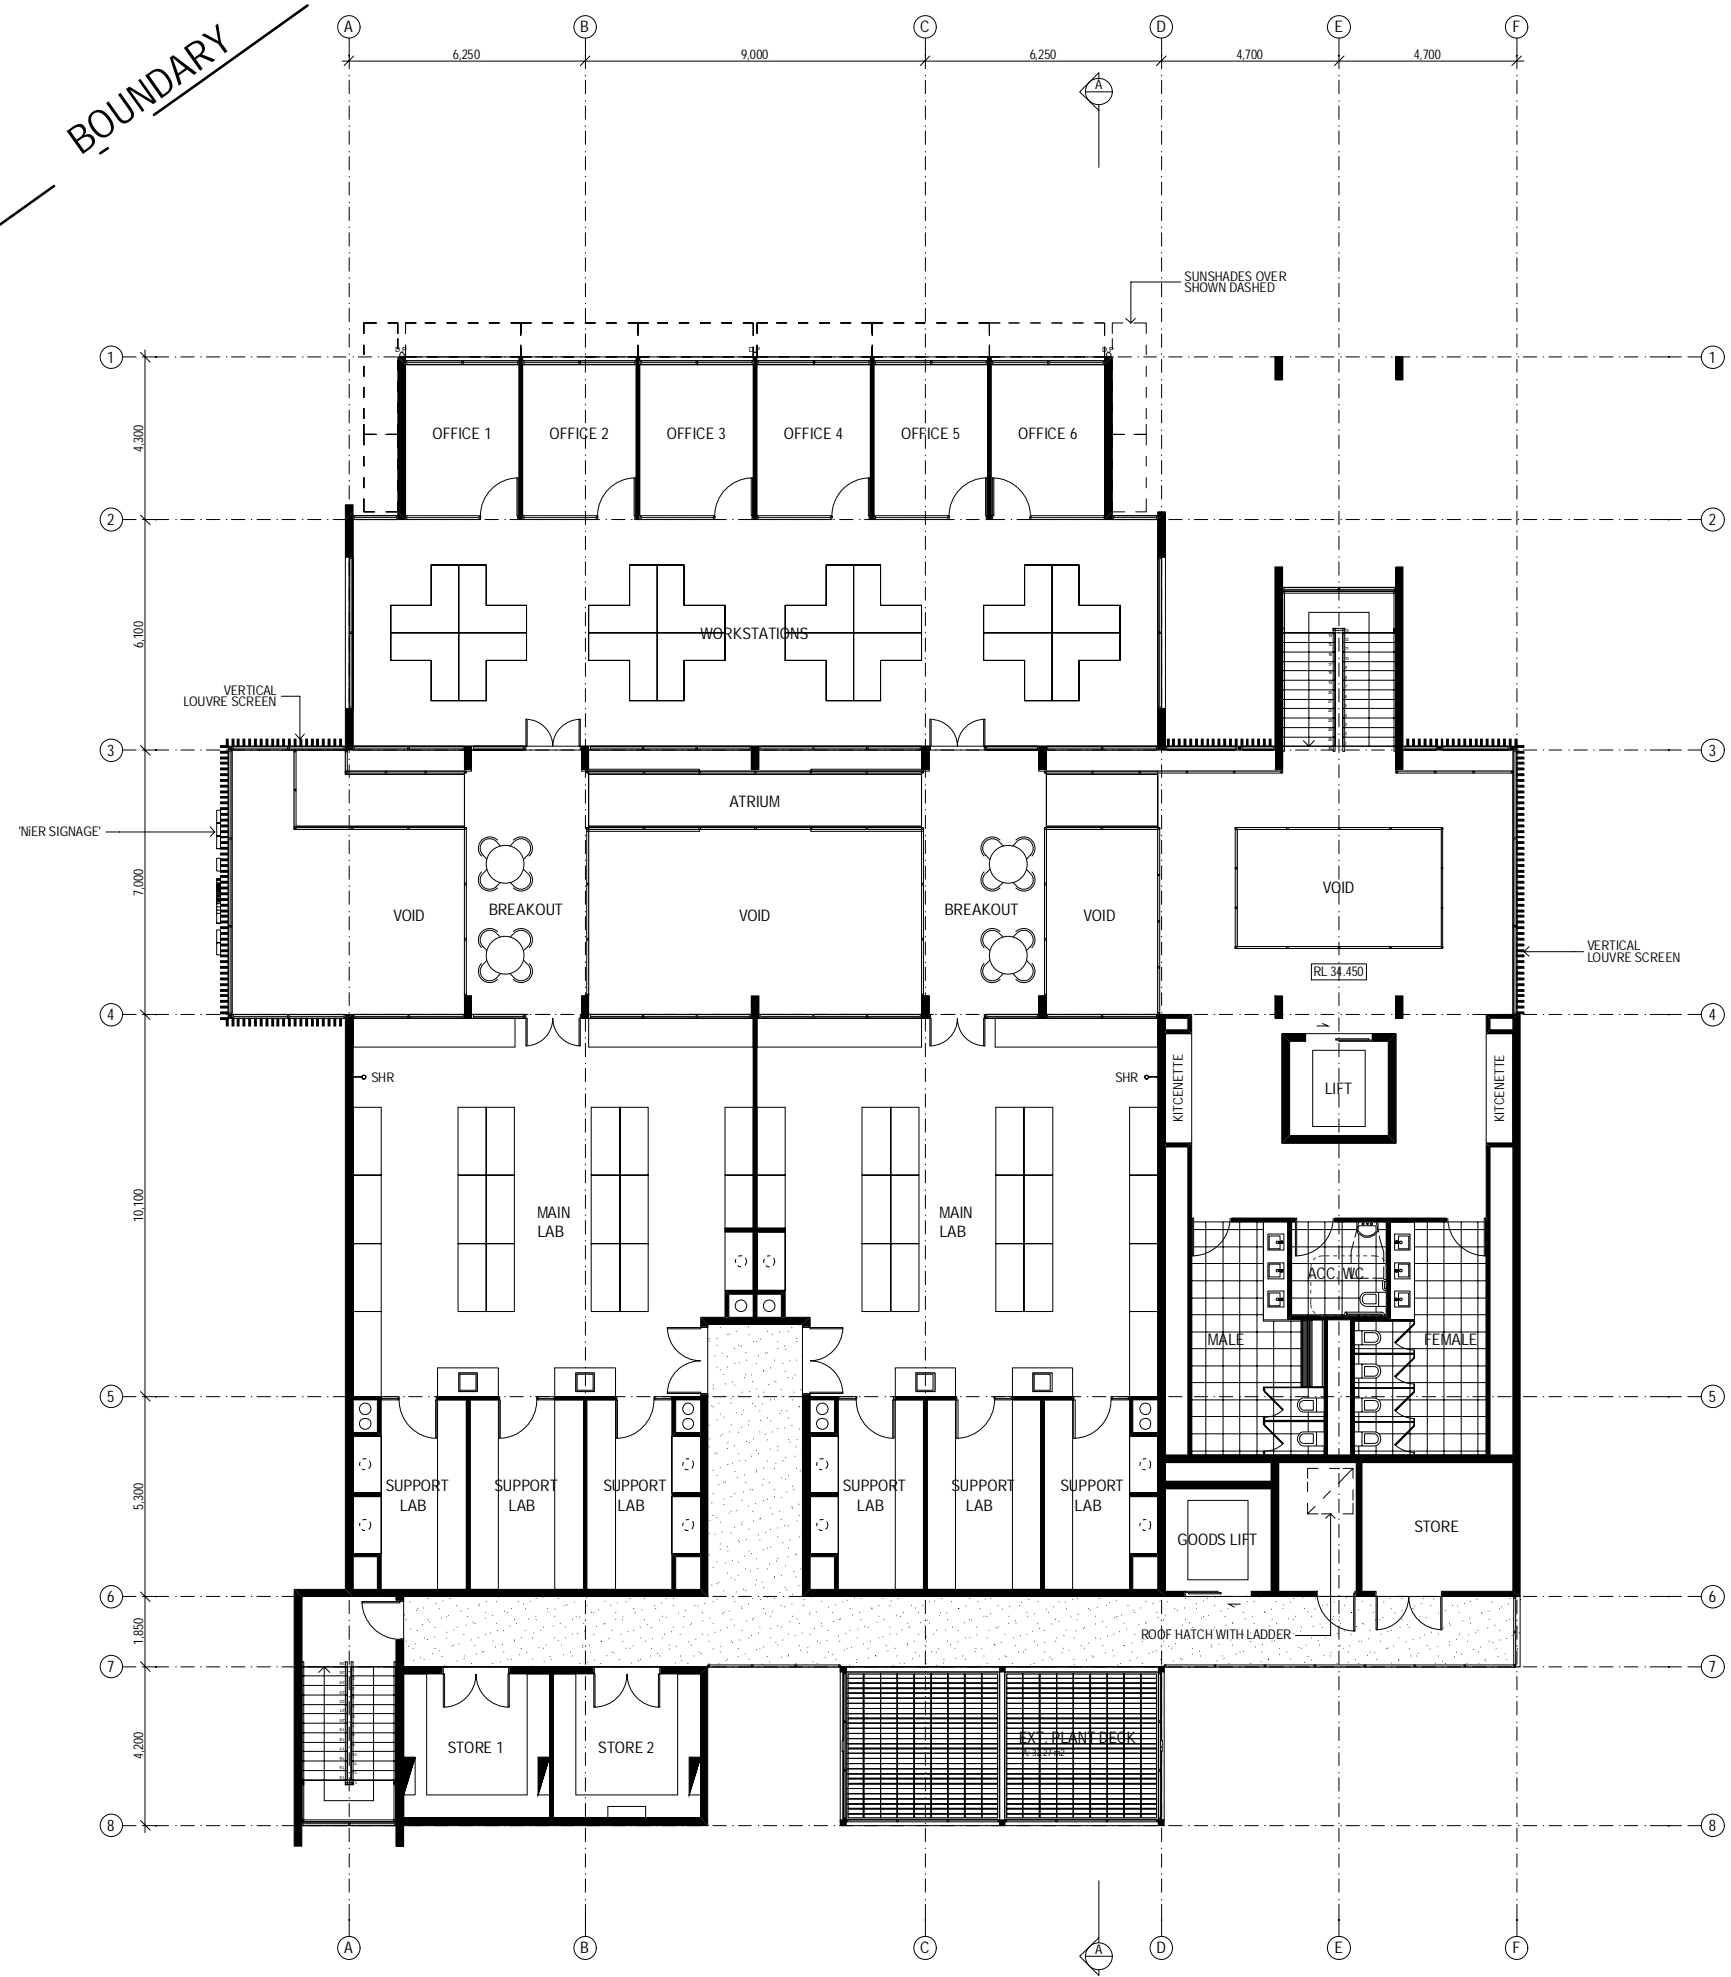 BOUNDARY
A B C D E F
6,250 9,000 6,250 4,700 4,700
A
SUNSHADES OVER
SHOWN DASHED
1 1
4,300
OFFICE 1 OFFICE 2 OFFICE 3 OFFICE 4 OFFICE 5 OFFICE 6
2 2
6,100
WORKSTATIONS
VERTICAL
LOUVRE SCREEN
3 3
ATRIUM
'NiER SIGNAGE'
7,000
VOID BREAKOUT VOID BREAKOUT VOID VOID
VERTICAL
LOUVRE SCREEN
RL 34.450
4 4
SHR SHR
KITCENETTE LIFT KITCENETTE
10,100
MAIN
LAB
MAIN
LAB
ACC. WC
MALE FEMALE
5 5
5,300
SUPPORT
LAB
SUPPORT
LAB
SUPPORT
LAB
SUPPORT
LAB
SUPPORT
LAB
SUPPORT
LAB
GOODS LIFT
STORE
6 6
1,850
ROOF HATCH WITH LADDER
7 7
4,200
STORE 1 STORE 2
EXT. PLANT DECK
8 8
A B C A D E F